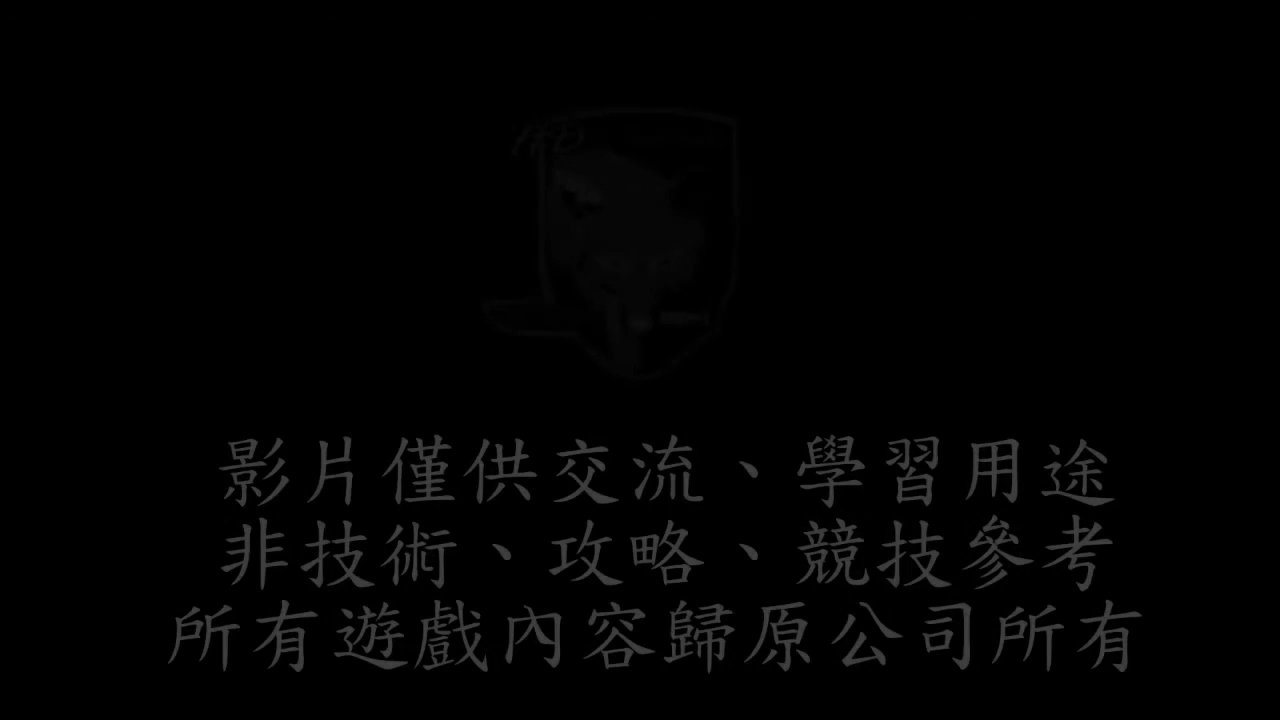 影片僅供交流、學習用途
非技術、攻略、競技參考
所有遊戲內容歸原公司所有